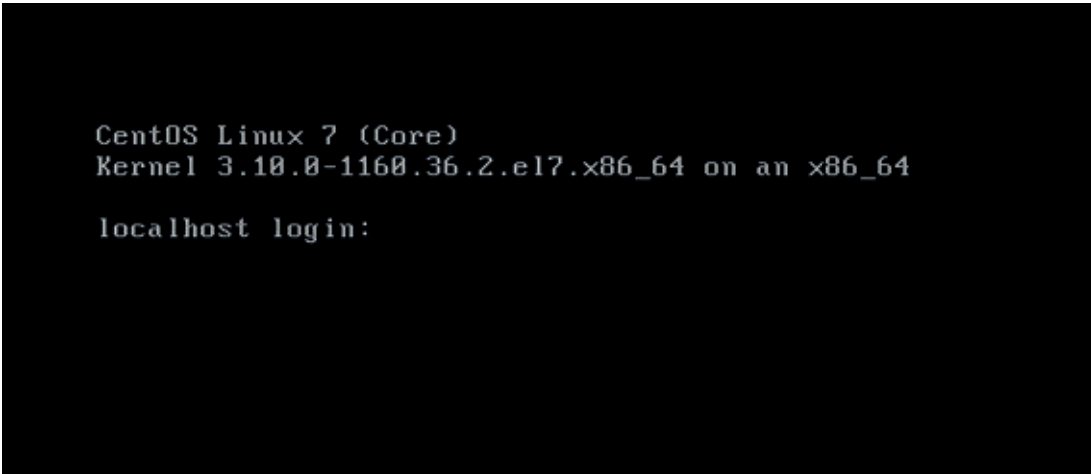 CentOS Linux 7 (Core)
Kernel 3.10.0-1160.36.2.el7.x86_64 on an x86_64
localhost login: